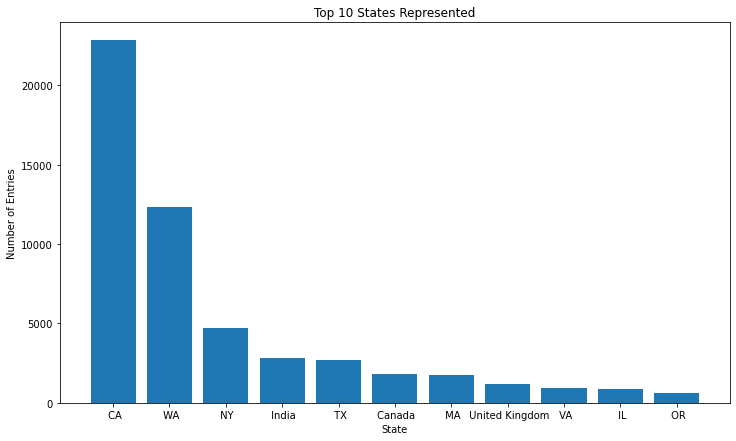 Top 10 States Represented
Number of Entries
20000
15000
10000
5000
0
CA WA NY India TX Canada MA United Kingdom VA IL OR
State